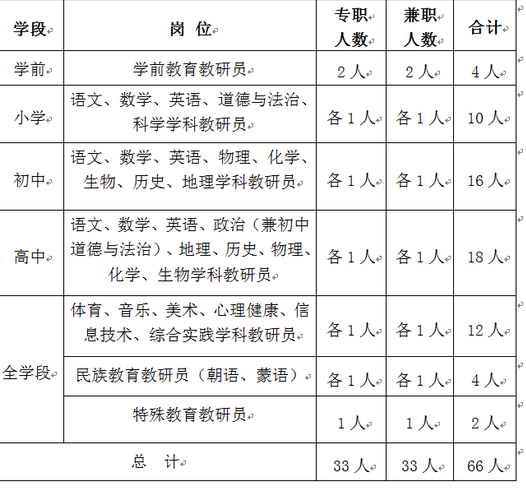 学段 岗 位 专职 兼职 合计
人数 人数
学前 学前教育教研员 2人 2人 4人
小学 语文、数学、英语、道德与法治、 各1人 各1人 10人
科学学科教研员
初中 语文、数学、英语、物理、化学、 各1人 各1人 16人
生物、历史、地理学科教研员
高中 语文、数学、英语、政治（兼初中 各1人 各1人 18人
道德与法治）、地理、历史、物理、
化学、生物学科教研员
全学段 体育、音乐、美术、心理健康、信 各1人 各1人 12人
息技术、综合实践学科教研员
民族教育教研员（朝语、蒙语） 各1人 各1人 4人
特殊教育教研员 1人 1人 2人
总 计 33人 33人 66人